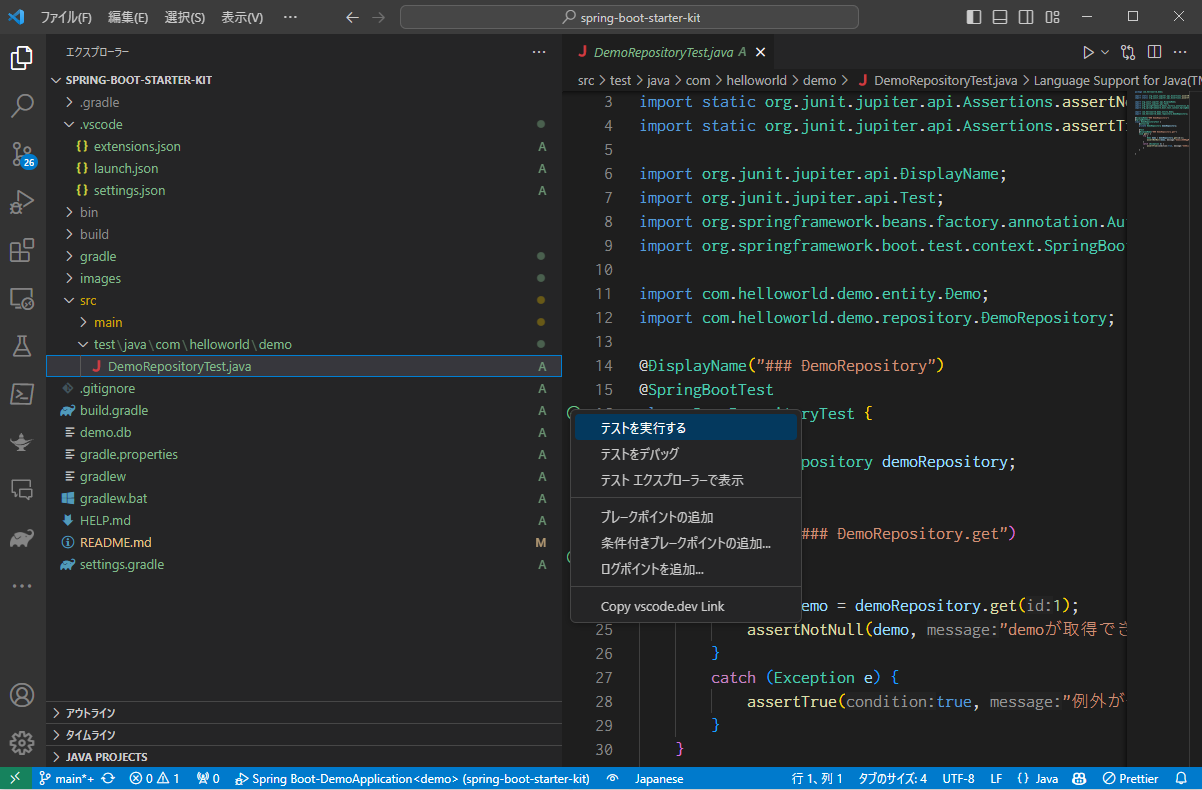 ファイル(F) 編集(E) 選択(S) 表示(V) ··· spring-boot-starter-kit
エクスプローラー ···
SPRING-BOOT-STARTER-KIT
.gradle
.vscode
{} extensions.json A
{} launch.json A
{} settings.json A
bin
build
gradle
images
src
main
test\java\com\helloworld\demo
J DemoRepositoryTest.java A
.gitignore A
build.gradle A
demo.db A
gradle.properties A
gradlew A
gradlew.bat A
HELP.md A
README.md M
settings.gradle A
アウトライン
タイムライン
JAVA PROJECTS
26
J DemoRepositoryTest.java A
src > test > java > com > helloworld > demo > J DemoRepositoryTest.java > Language Support for Java(T
3 import static org.junit.jupiter.api.Assertions.assertN
4 import static org.junit.jupiter.api.Assertions.assertT
5
6 import org.junit.jupiter.api.DisplayName;
7 import org.junit.jupiter.api.Test;
8 import org.springframework.beans.factory.annotation.Au
9 import org.springframework.boot.test.context.SpringBoo
10
11 import com.helloworld.demo.entity.Demo;
12 import com.helloworld.demo.repository.DemoRepository;
13
14 @DisplayName("### DemoRepository")
15 @SpringBootTest
Test {
pository demoRepository;
### DemoRepository.get")
emo = demoRepository.get(id:1);
25 assertNotNull(demo, message:"demoが取得でき
26 }
27 catch (Exception e) {
28 assertTrue(condition:true, message:"例外が
29 }
30 }
テストを実行する
テストをデバッグ
テスト エクスプローラーで表示
ブレークポイントの追加
条件付きブレークポイントの追加...
ログポイントを追加...
Copy vscode.dev Link
main*+ 0 1 0 Spring Boot-DemoApplication<demo> (spring-boot-starter-kit) Japanese 行 1、列 1 タブのサイズ: 4 UTF-8 LF {} Java Prettier